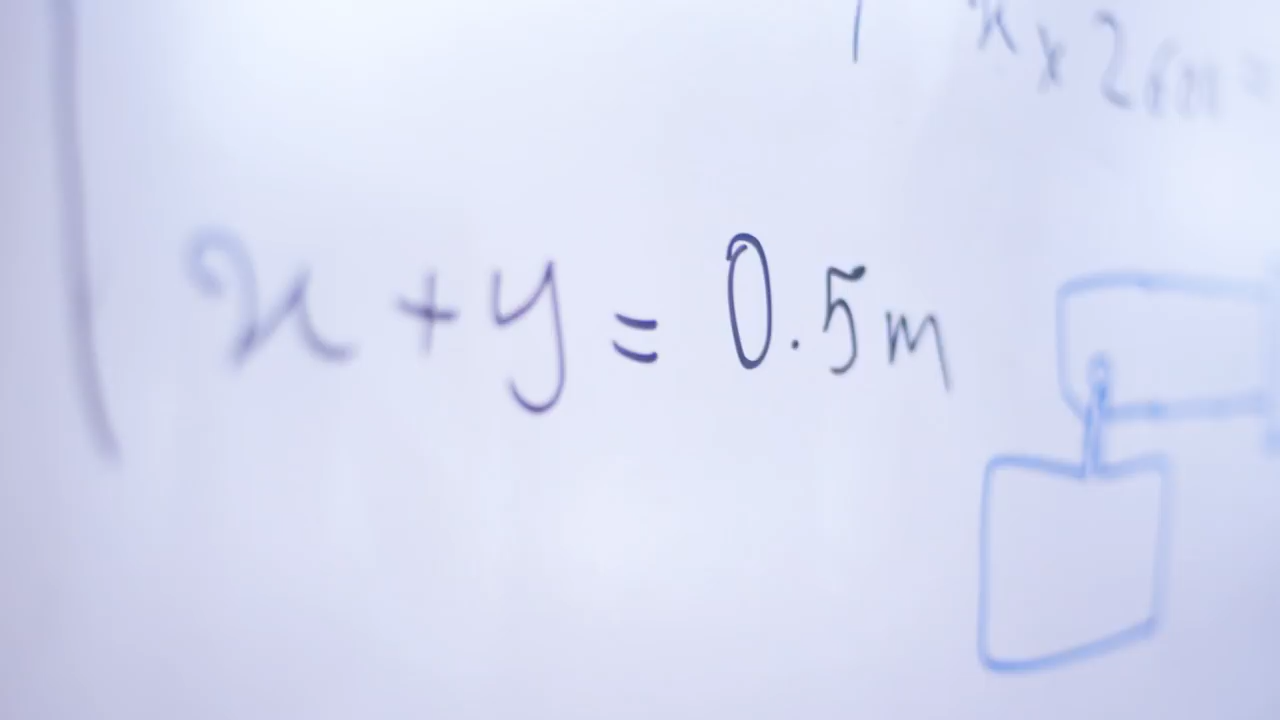 x + y = 0.5m